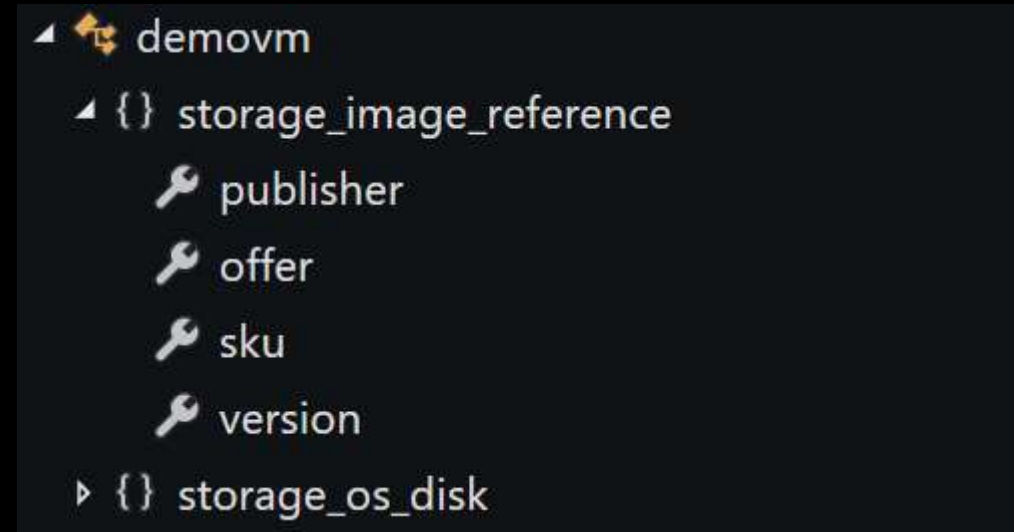 demovm
{} storage_image_reference
publisher
offer
sku
version
{} storage_os_disk